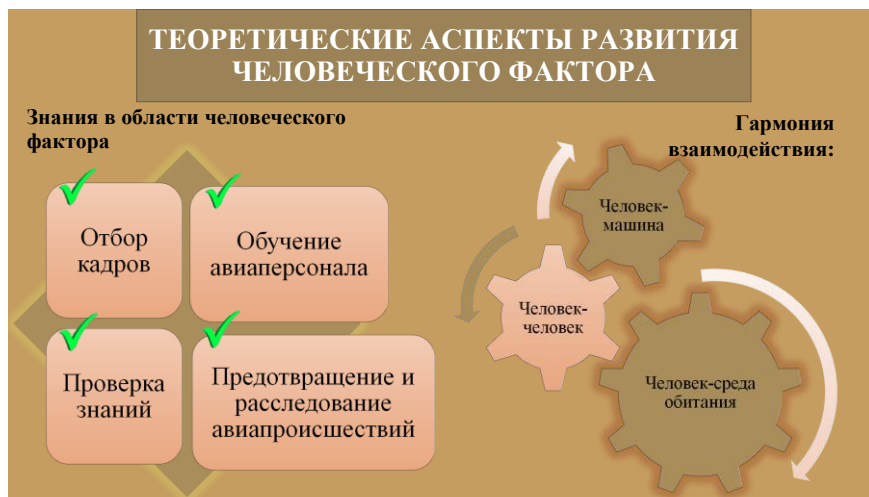 ТЕОРЕТИЧЕСКИЕ АСПЕКТЫ РАЗВИТИЯ
ЧЕЛОВЕЧЕСКОГО ФАКТОРА
Знания в области человеческого
фактора
Отбор
кадров
Обучение
авиаперсонала
Проверка
знаний
Предотвращение и
расследование
авиапроисшествий
Гармония
взаимодействия:
Человек-
машина
Человек-
человек
Человек-среда
обитания